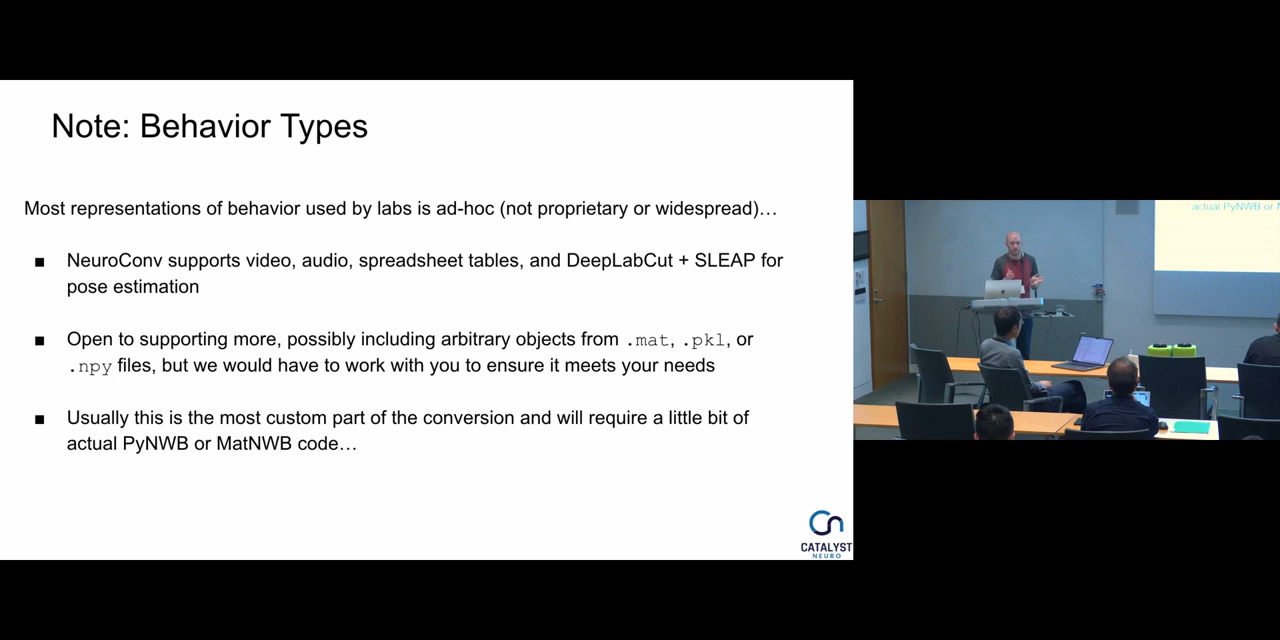 Note: Behavior Types
Most representations of behavior used by labs is ad-hoc (not proprietary or widespread)…
■ NeuroConv supports video, audio, spreadsheet tables, and DeepLabCut + SLEAP for
pose estimation
■ Open to supporting more, possibly including arbitrary objects from .mat, .pkl, or
.npy files, but we would have to work with you to ensure it meets your needs
■ Usually this is the most custom part of the conversion and will require a little bit of
actual PyNWB or MatNWB code…
CATALYST
NEURO
actual PyNWB or